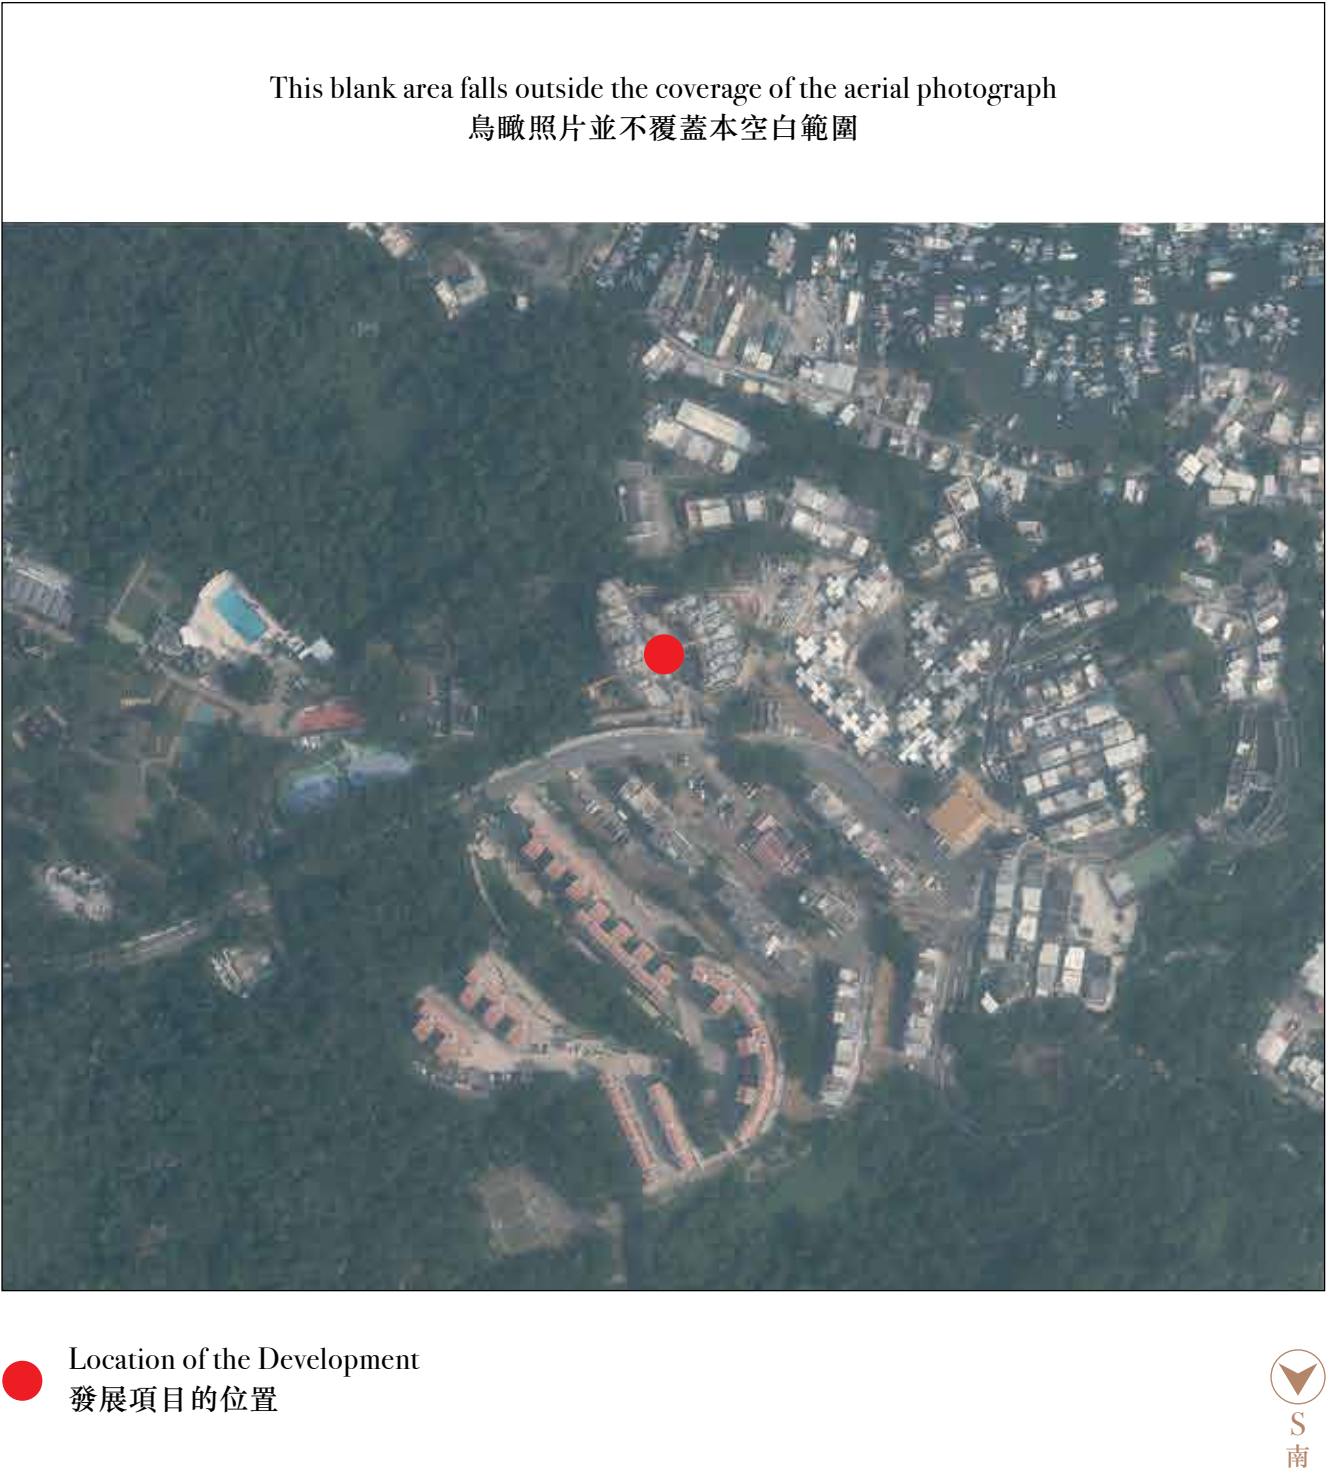 This blank area falls outside the coverage of the aerial photograph
鳥瞰照片並不覆蓋本空白範圍
Location of the Development
發展項目的位置
S
南